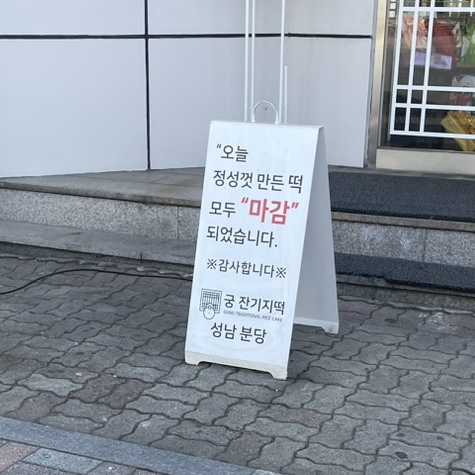 “오늘
정성껏 만든 떡
모두 “마감”
되었습니다.
※감사합니다※
궁 잔기지떡
GUNG TRADITIONAL RICE CAKE
성남 분당